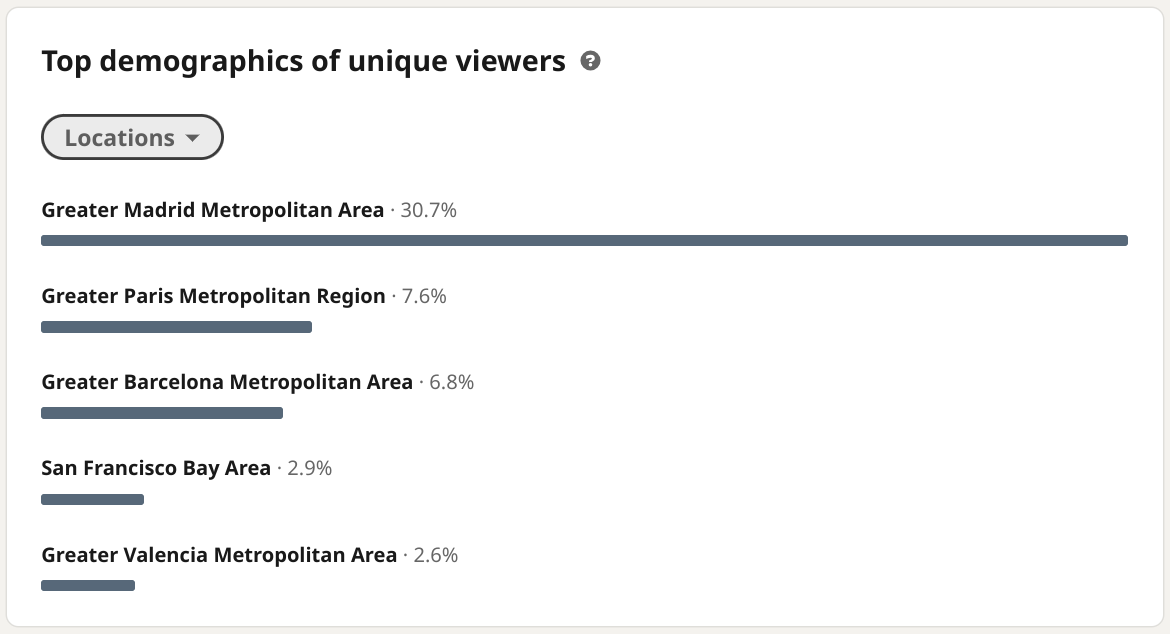 Top demographics of unique viewers ?
Locations
Greater Madrid Metropolitan Area · 30.7%
Greater Paris Metropolitan Region · 7.6%
Greater Barcelona Metropolitan Area · 6.8%
San Francisco Bay Area · 2.9%
Greater Valencia Metropolitan Area · 2.6%